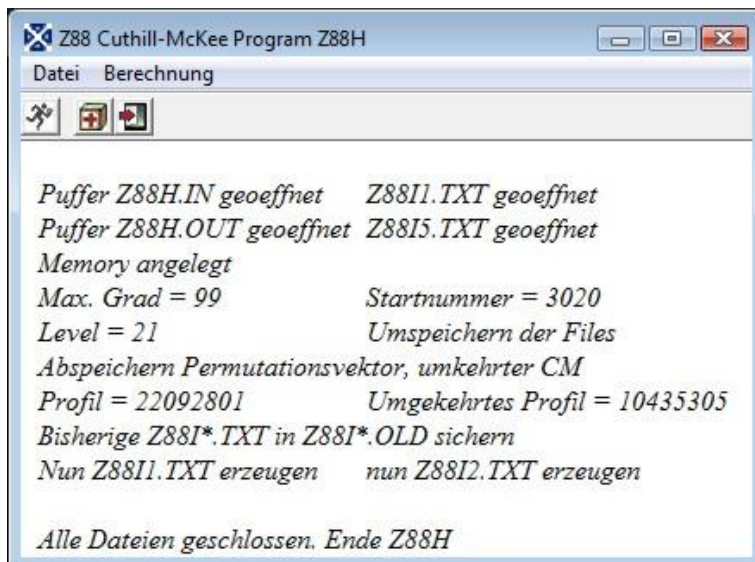 Z88 Cuthill-McKee Program Z88H
Datei Berechnung
Puffer Z88H.IN geoeffnet Z88I1.TXT geoeffnet
Puffer Z88H.OUT geoeffnet Z88I5.TXT geoeffnet
Memory angelegt
Max. Grad = 99 Startnummer = 3020
Level = 21 Umspeichern der Files
Abspeichern Permutationsvektor, umkehrter CM
Profil = 22092801 Umgekehrtes Profil = 10435305
Bisherige Z88I*.TXT in Z88I*.OLD sichern
Nun Z88I1.TXT erzeugen nun Z88I2.TXT erzeugen
Alle Dateien geschlossen. Ende Z88H